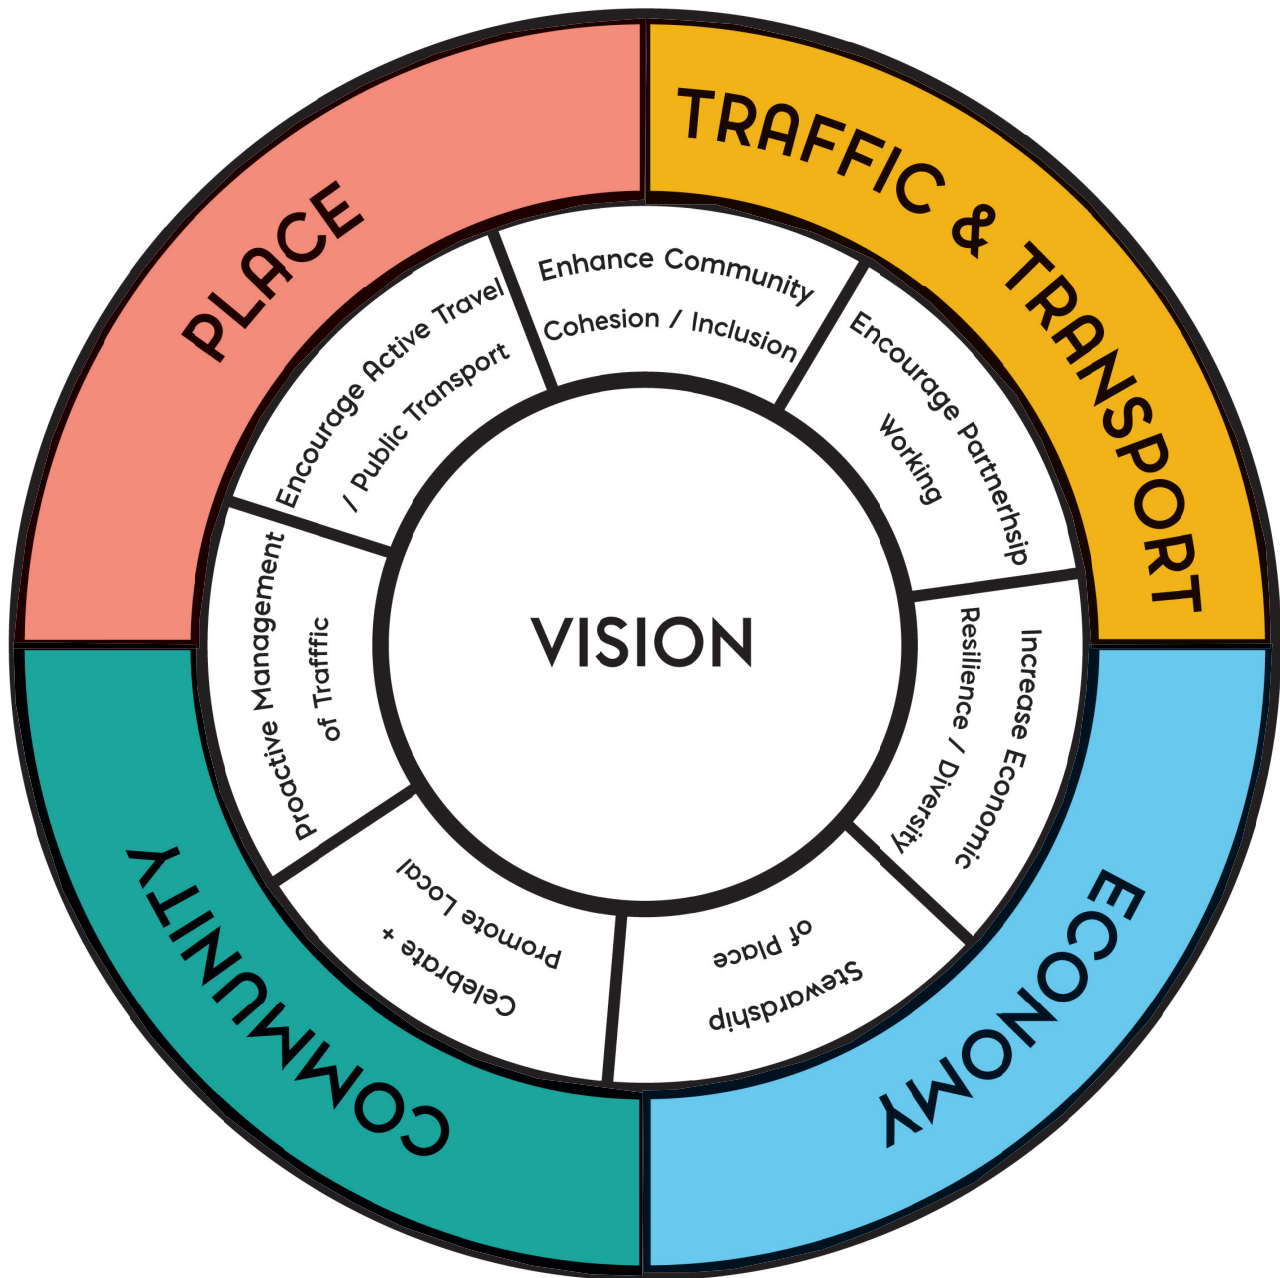 PLACE
TRAFFIC & TRANSPORT
ECONOMY
COMMUNITY
Enhance Community
Cohesion / Inclusion
Encourage Partnerhsip
Working
Increase Economic
Resilience / Diversity
Stewardship
of Place
Celebrate +
Promote Local
Proactive Management
of Trafffic
Encourage Active Travel
/ Public Transport
VISION